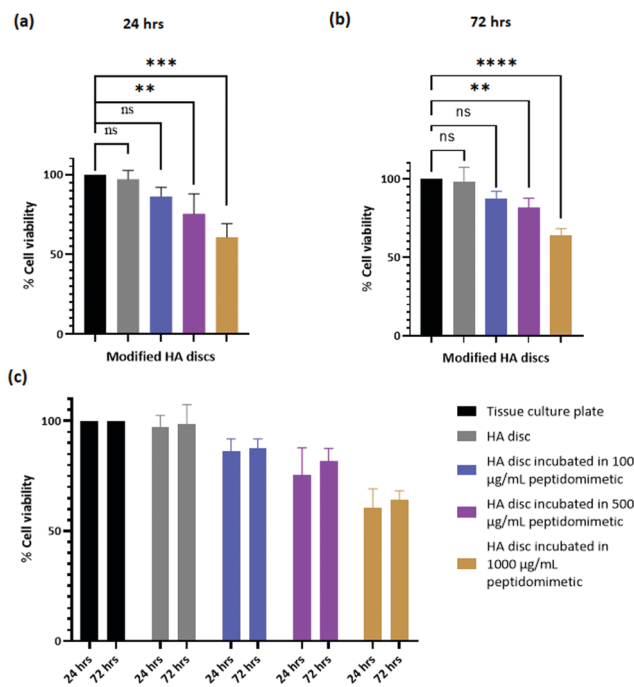 (a)
24 hrs
***
**
ns
ns
100
50
0
% Cell viability
Modified HA discs
(b)
72 hrs
****
**
ns
ns
100
50
0
% Cell viability
Modified HA discs
(c)
100
50
0
% Cell viability
24 hrs
72 hrs
24 hrs
72 hrs
24 hrs
72 hrs
24 hrs
72 hrs
24 hrs
72 hrs
Tissue culture plate
HA disc
HA disc incubated in 100
µg/mL peptidomimetic
HA disc incubated in 500
µg/mL peptidomimetic
HA disc incubated in
1000 µg/mL
peptidomimetic